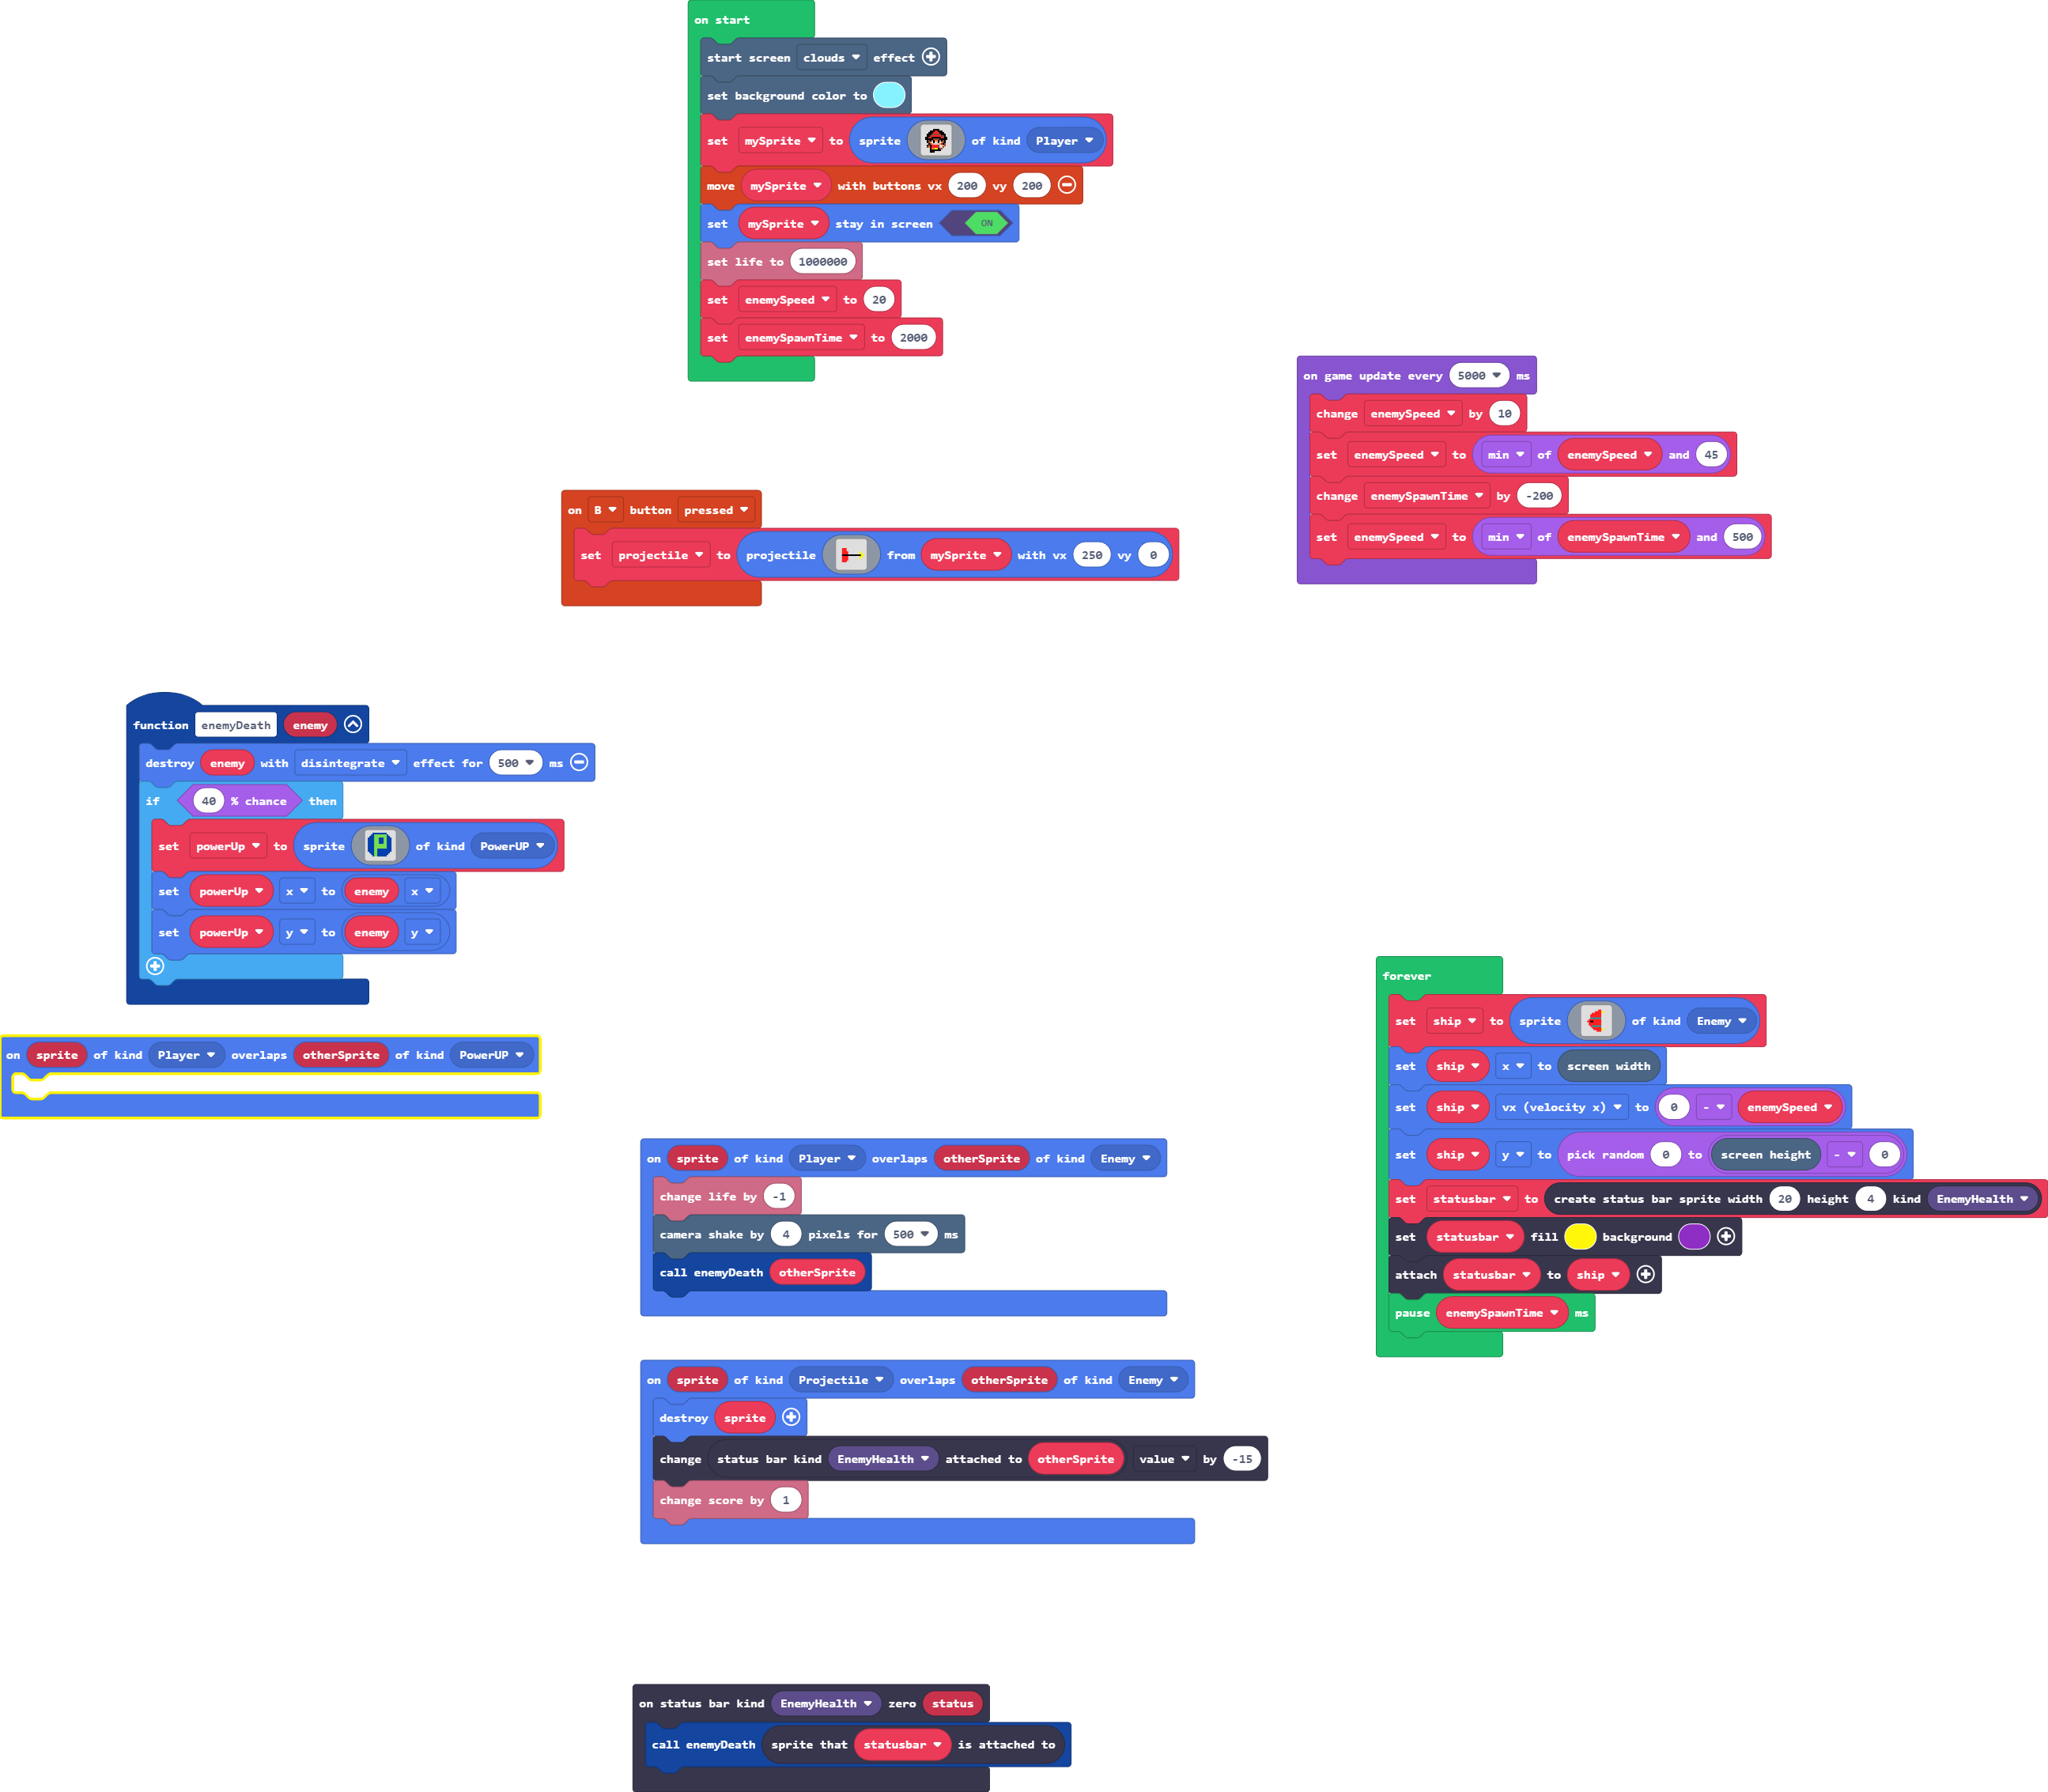 on start
start screen clouds effect
set background color to
set mySprite to sprite of kind Player
move mySprite with buttons vx 200 vy 200
set mySprite stay in screen ON
set life to 1000000
set enemySpeed to 20
set enemySpawnTime to 2000
on game update every 5000 ms
change enemySpeed by 10
set enemySpeed to min of enemySpeed and 45
change enemySpawnTime by -200
set enemySpeed to min of enemySpawnTime and 500
on B button pressed
set projectile to projectile from mySprite with vx 250 vy 0
function enemyDeath enemy
destroy enemy with disintegrate effect for 500 ms
if 40 % chance then
set powerUp to sprite of kind PowerUP
set powerUp x to enemy x
set powerUp y to enemy y
on sprite of kind Player overlaps otherSprite of kind PowerUP
forever
set ship to sprite of kind Enemy
set ship x to screen width
set ship vx (velocity x) to 0 - enemySpeed
set ship y to pick random 0 to screen height - 0
set statusbar to create status bar sprite width 20 height 4 kind EnemyHealth
set statusbar fill background
attach statusbar to ship
pause enemySpawnTime ms
on sprite of kind Player overlaps otherSprite of kind Enemy
change life by -1
camera shake by 4 pixels for 500 ms
call enemyDeath otherSprite
on sprite of kind Projectile overlaps otherSprite of kind Enemy
destroy sprite
change status bar kind EnemyHealth attached to otherSprite value by -15
change score by 1
on status bar kind EnemyHealth zero status
call enemyDeath sprite that statusbar is attached to